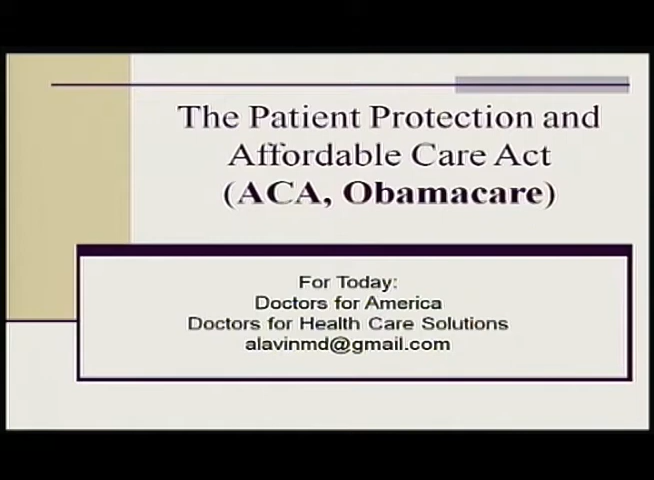 The Patient Protection and
Affordable Care Act
(ACA, Obamacare)
For Today:
Doctors for America
Doctors for Health Care Solutions
alavinmd@gmail.com